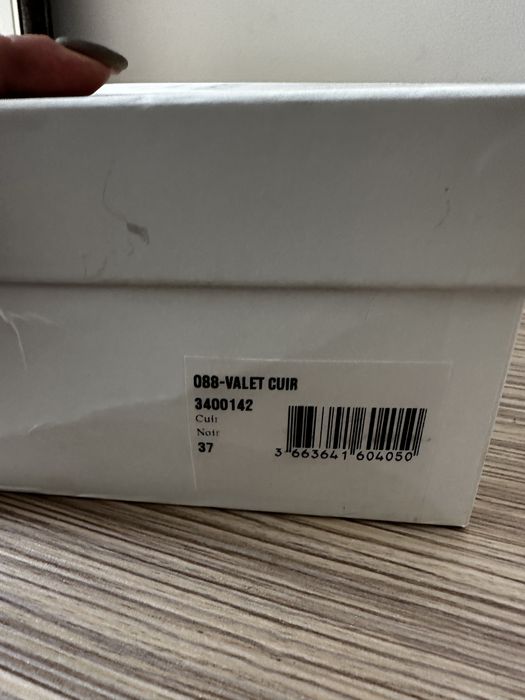 088-VALET CUIR
3400142
Cuir
Noir
37
3 663641 604050